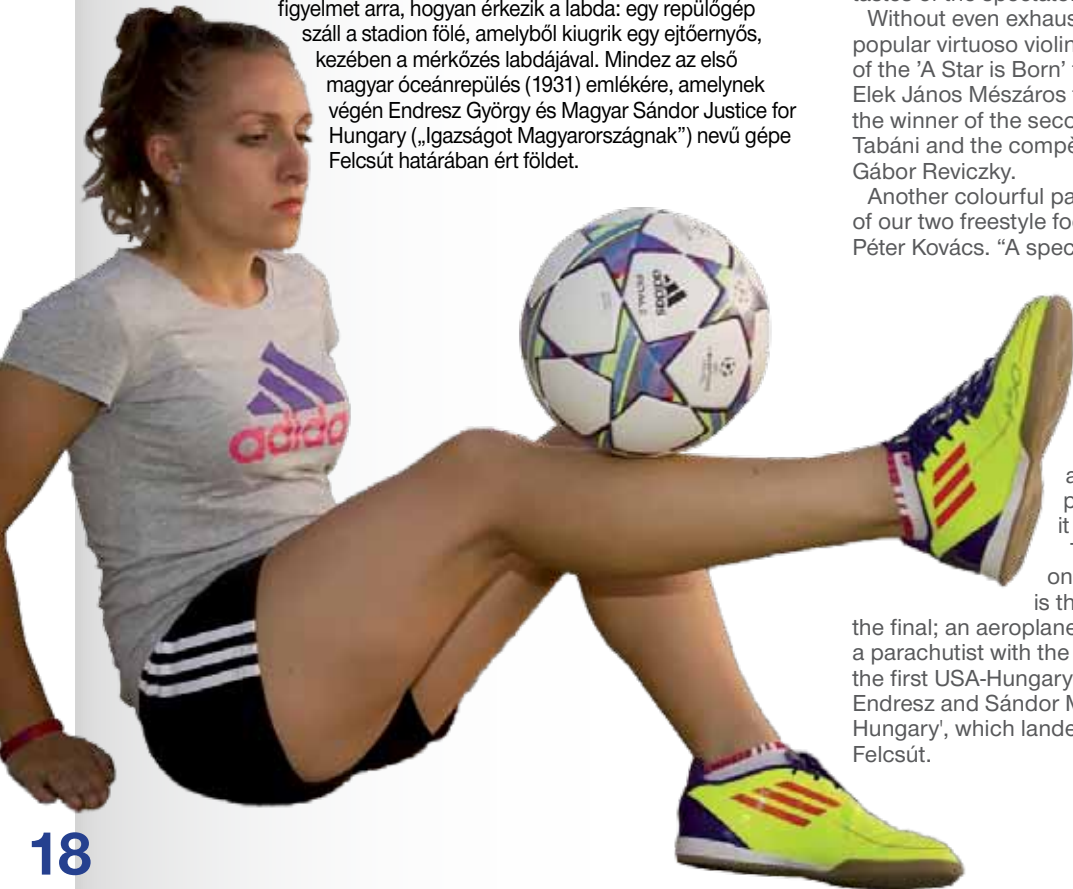 figyelmet arra, hogyan érkezik a labda: egy repülőgép
száll a stadion fölé, amelyből kiugrik egy ejtőernyős,
kezében a mérkőzés labdájával. Mindez az első
magyar óceánrepülés (1931) emlékére, amelynek
végén Endresz György és Magyar Sándor Justice for
Hungary („Igazságot Magyarországnak”) nevű gépe
Felcsút határában ért földet.
Without even exhaus
popular virtuoso violin
of the ’A Star is Born’
Elek János Mészáros
the winner of the seco
Tabáni and the compè
Gábor Reviczky.
Another colourful pa
of our two freestyle foo
Péter Kovács. “A spec
it
on
is th
the final; an aeroplane
a parachutist with the
the first USA-Hungary
Endresz and Sándor M
Hungary', which lande
Felcsút.
adidas
FINALE
adida
18